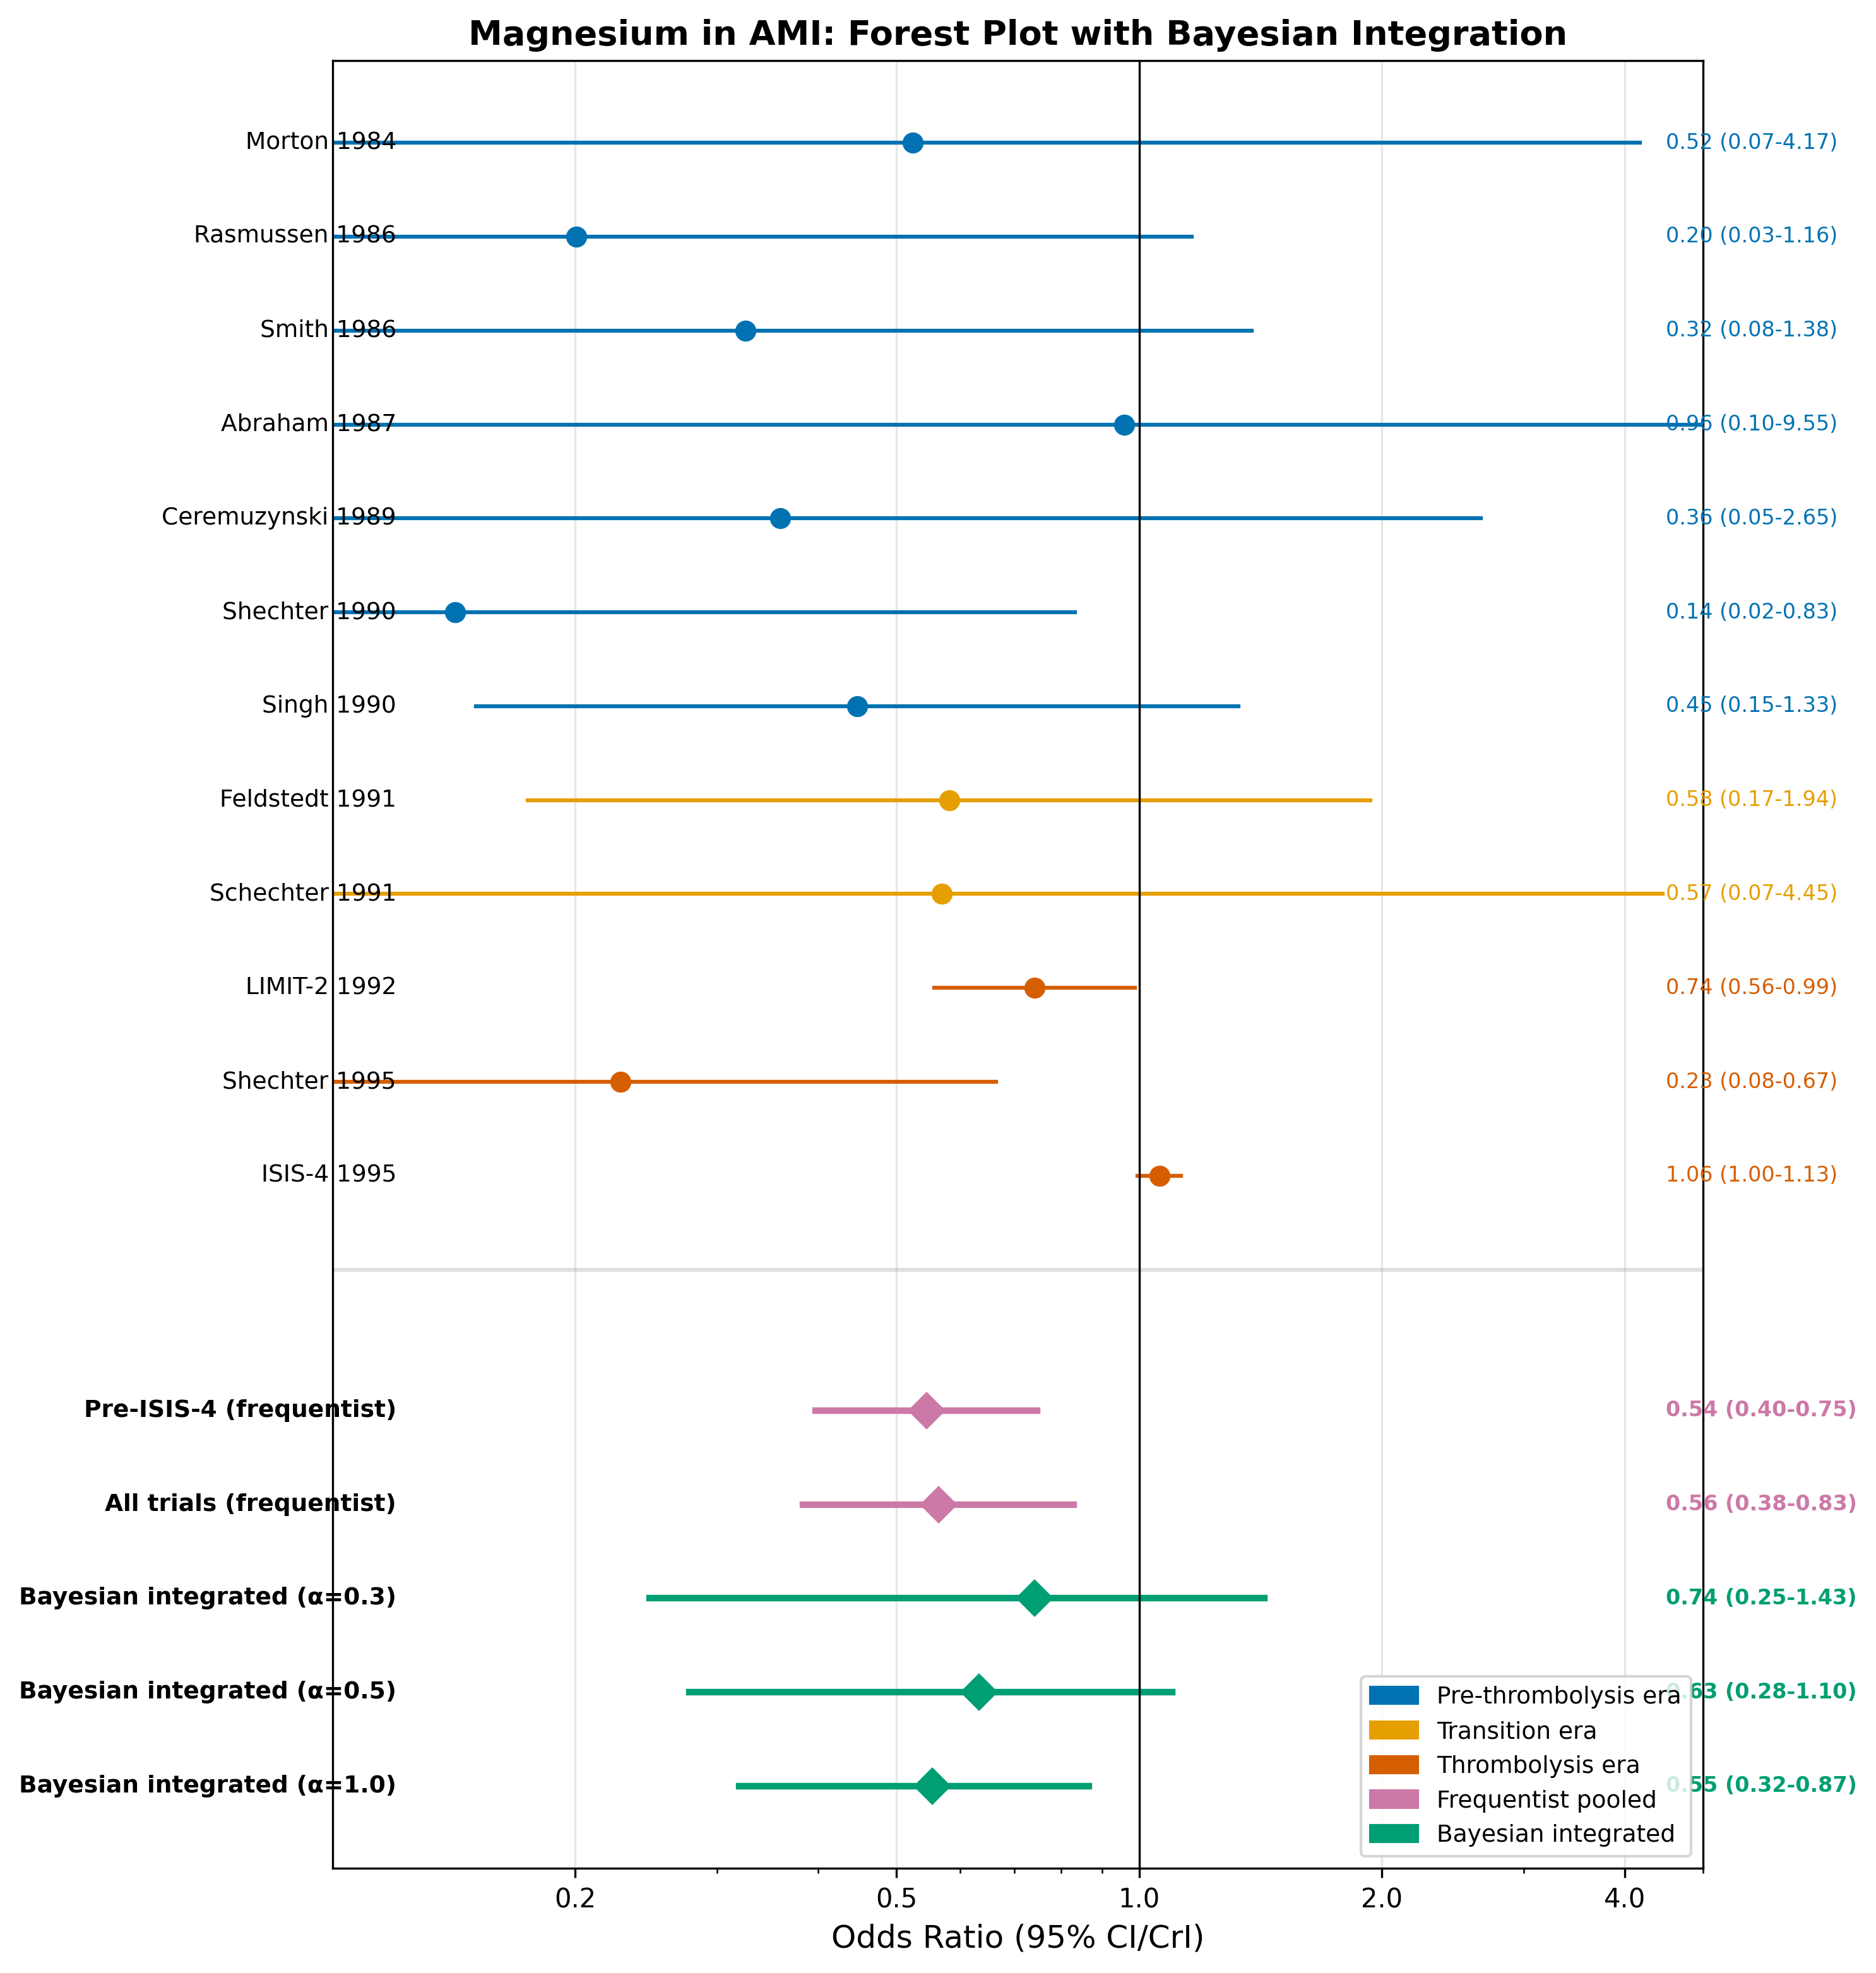 Magnesium in AMI: Forest Plot with Bayesian Integration
Morton 1984 0.52 (0.07-4.17)
Rasmussen 1986 0.20 (0.03-1.16)
Smith 1986 0.32 (0.08-1.38)
Abraham 1987 0.96 (0.10-9.55)
Ceremuzynski 1989 0.36 (0.05-2.65)
Shechter 1990 0.14 (0.02-0.83)
Singh 1990 0.45 (0.15-1.33)
Feldstedt 1991 0.58 (0.17-1.94)
Schechter 1991 0.57 (0.07-4.45)
LIMIT-2 1992 0.74 (0.56-0.99)
Shechter 1995 0.23 (0.08-0.67)
ISIS-4 1995 1.06 (1.00-1.13)
Pre-ISIS-4 (frequentist) 0.54 (0.40-0.75)
All trials (frequentist) 0.56 (0.38-0.83)
Bayesian integrated (α=0.3) 0.74 (0.25-1.43)
Bayesian integrated (α=0.5) 0.63 (0.28-1.10)
Bayesian integrated (α=1.0) 0.55 (0.32-0.87)
Pre-thrombolysis era
Transition era
Thrombolysis era
Frequentist pooled
Bayesian integrated
0.2 0.5 1.0 2.0 4.0
Odds Ratio (95% CI/CrI)